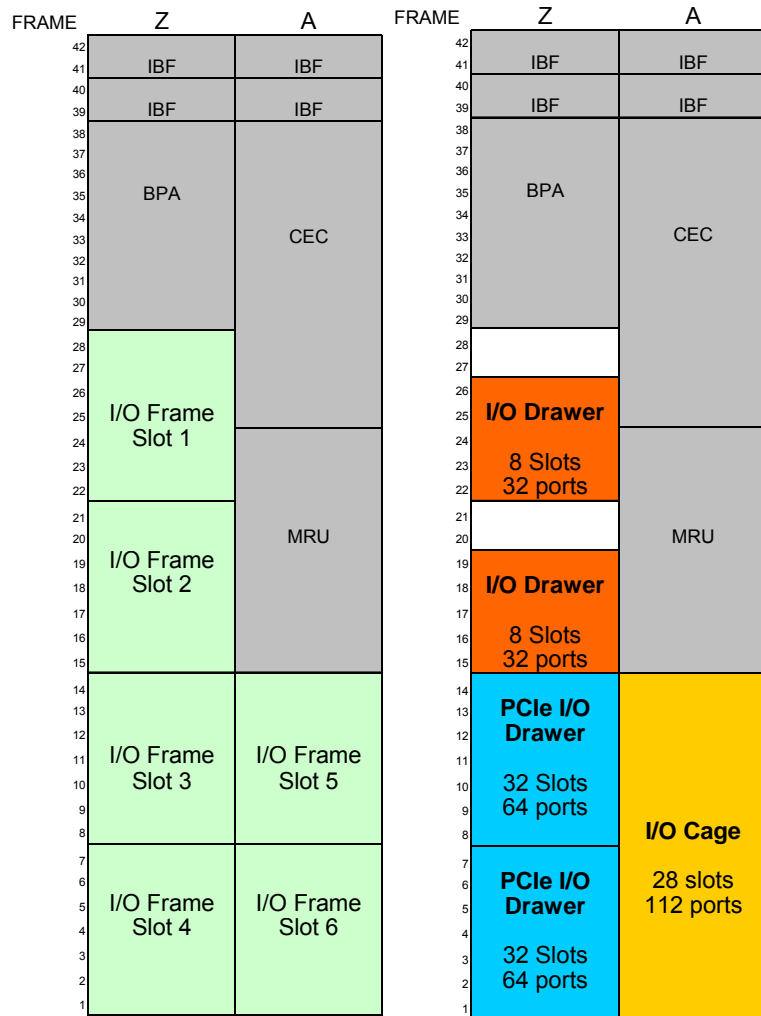 FRAME Z A
42
41 IBF IBF
40
39 IBF IBF
38
37
36
35 BPA
34
33 CEC
32
31
30
29
28
27
26
25 I/O Frame
24 Slot 1
23
22
21
20 MRU
19 I/O Frame
18 Slot 2
17
16
15
14
13
12
11 I/O Frame I/O Frame
10 Slot 3 Slot 5
9
8
7
6
5 I/O Frame I/O Frame
4 Slot 4 Slot 6
3
2
1
FRAME Z A
42
41 IBF IBF
40
39 IBF IBF
38
37
36
35 BPA
34
33 CEC
32
31
30
29
28
27
26
25 I/O Drawer
24
23 8 Slots
22 32 ports
21
20 MRU
19
18 I/O Drawer
17
16 8 Slots
15 32 ports
14
13 PCIe I/O
12 Drawer
11
10 32 Slots
9 64 ports
8 I/O Cage
7
6 PCIe I/O 28 slots
5 Drawer 112 ports
4
3 32 Slots
2 64 ports
1